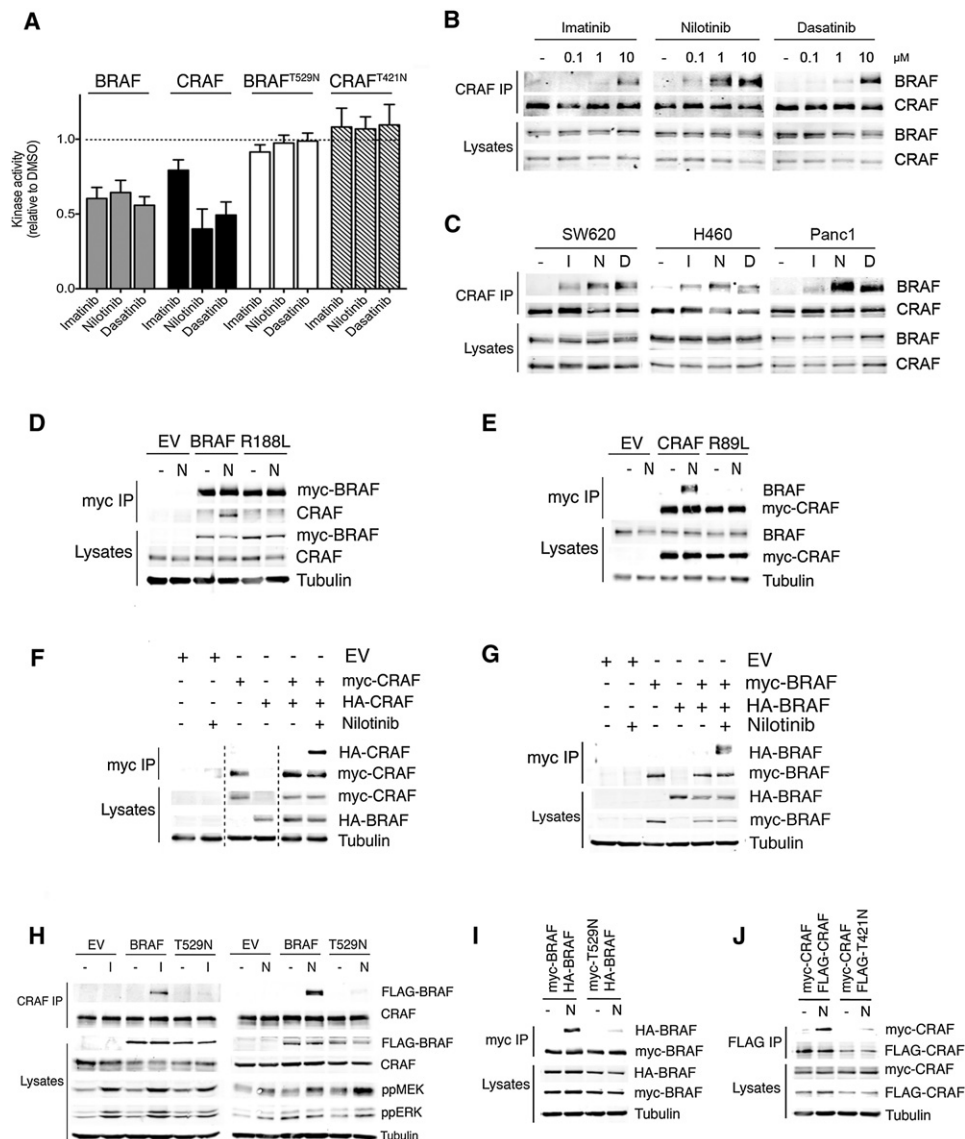 A
BRAF CRAF BRAFT529N CRAFT421N
Kinase activity
(relative to DMSO)
1.0
0.5
0.0
Imatinib Nilotinib Dasatinib Imatinib Nilotinib Dasatinib Imatinib Nilotinib Dasatinib Imatinib Nilotinib Dasatinib
B
Imatinib Nilotinib Dasatinib
- 0.1 1 10 - 0.1 1 10 - 0.1 1 10 µM
CRAF IP
BRAF
CRAF
Lysates
BRAF
CRAF
C
SW620 H460 Panc1
- I N D - I N D - I N D
CRAF IP
BRAF
CRAF
Lysates
BRAF
CRAF
D
EV BRAF R188L
- N - N - N
myc IP
myc-BRAF
CRAF
Lysates
myc-BRAF
CRAF
Tubulin
E
EV CRAF R89L
- N - N - N
myc IP
BRAF
myc-CRAF
Lysates
BRAF
myc-CRAF
Tubulin
F
+ + - - - - EV
- - + - + + myc-CRAF
- - - + + + HA-CRAF
- + - - - + Nilotinib
myc IP
HA-CRAF
myc-CRAF
Lysates
myc-CRAF
HA-BRAF
Tubulin
G
+ + - - - - EV
- - + - + + myc-BRAF
- - - + + + HA-BRAF
- + - - - + Nilotinib
myc IP
HA-BRAF
myc-BRAF
Lysates
HA-BRAF
myc-BRAF
Tubulin
H
EV BRAF T529N EV BRAF T529N
- I - I - I - N - N - N
CRAF IP
FLAG-BRAF
CRAF
Lysates
FLAG-BRAF
CRAF
ppMEK
ppERK
Tubulin
I
myc-BRAF
HA-BRAF
myc-T529N
HA-BRAF
- N - N
myc IP
HA-BRAF
myc-BRAF
Lysates
HA-BRAF
myc-BRAF
Tubulin
J
myc-CRAF
FLAG-CRAF
myc-CRAF
FLAG-T421N
- N - N
FLAG IP
myc-CRAF
FLAG-CRAF
Lysates
myc-CRAF
FLAG-CRAF
Tubulin